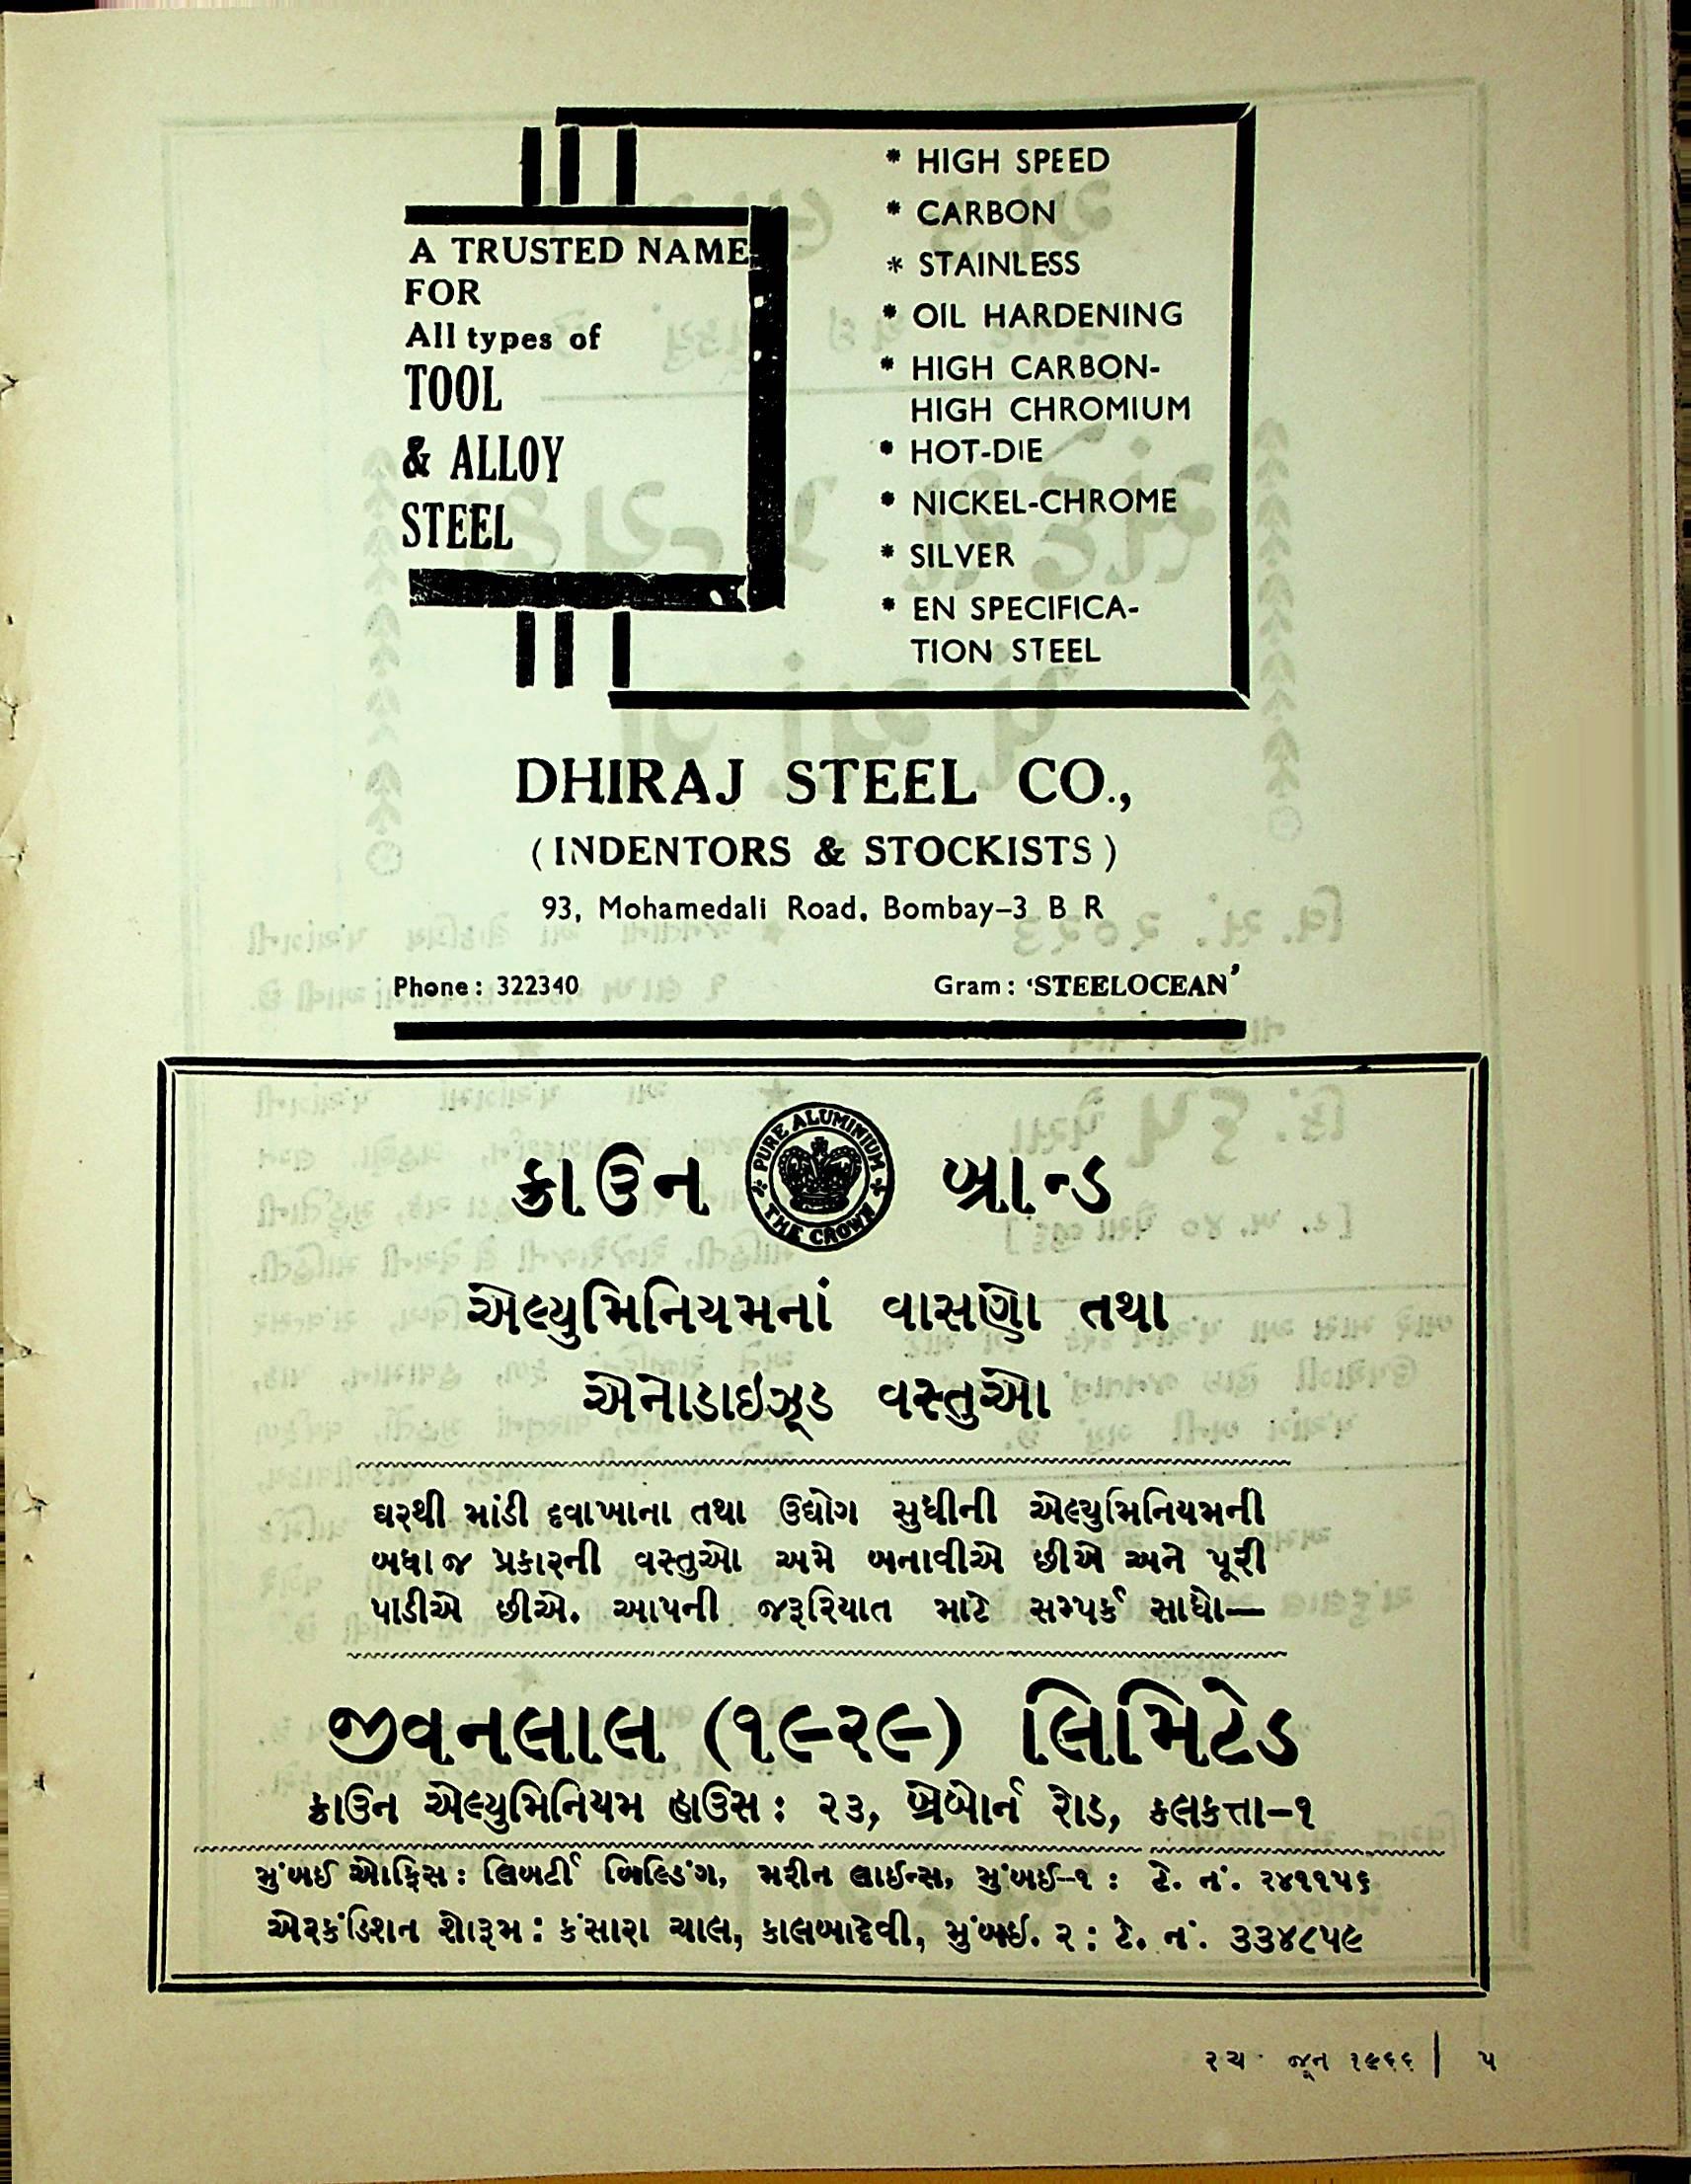 A TRUSTED NAME
FOR
All types of
TOOL
& ALLOY
STEEL
* HIGH SPEED
* CARBON
* STAINLESS
* OIL HARDENING
* HIGH CARBON-
HIGH CHROMIUM
* HOT-DIE
* NICKEL-CHROME
* SILVER
* EN SPECIFICA-
TION STEEL
DHIRAJ STEEL CO.,
(INDENTORS & STOCKISTS)
93, Mohamedali Road, Bombay-3 B R
Phone: 322340 Gram: 'STEELOCEAN'
ક્રાઉન બ્રાન્ડ
PURE ALUMINIUM
THE CROWN
એલ્યુમિનિયમનાં વાસણો તથા
એનોડાઇઝ્ડ વસ્તુઓ
ઘરથી માંડી દવાખાના તથા ઉદ્યોગ સુધીની એલ્યુમિનિયમની
બધા જ પ્રકારની વસ્તુઓ અમે બનાવીએ છીએ અને પૂરી
પાડીએ છીએ. આપની જરૂરિયાત માટે સમ્પર્ક સાધો—
જીવનલાલ (૧૯૨૯) લિમિટેડ
ક્રાઉન એલ્યુમિનિયમ હાઉસ : ૨૩, બ્રેબોર્ન રોડ, કલકત્તા-૧
મુંબઈ ઓફિસ : લિબર્ટી બિલ્ડિંગ, મરીન લાઈન્સ, મુંબઈ-૧ : ટે. નં. ૨૪૧૧૫૬
એરકંડિશન શોરૂમ : કંસારા ચાલ, કાલબાદેવી, મુંબઈ. ૨ : ટે. નં. ૩૩૪૮૫૯
૨ચ · જૂન ૧૯૬૬ | ૫